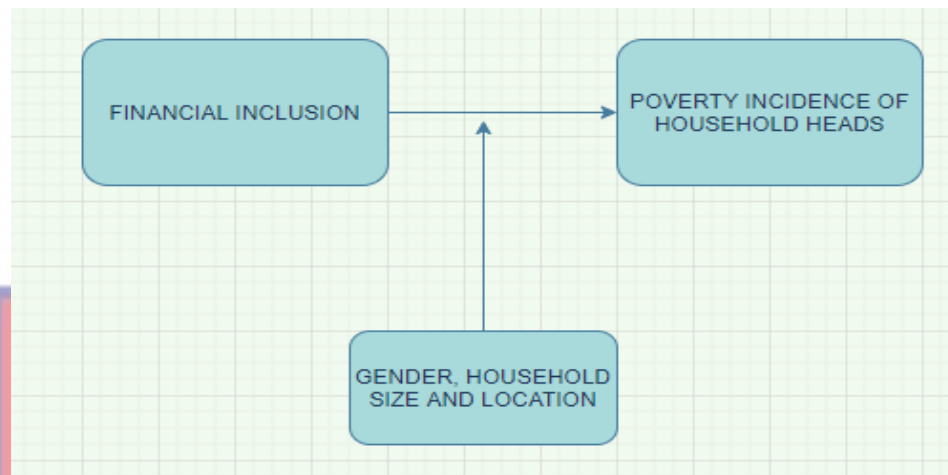 FINANCIAL INCLUSION
POVERTY INCIDENCE OF
HOUSEHOLD HEADS
GENDER, HOUSEHOLD
SIZE AND LOCATION